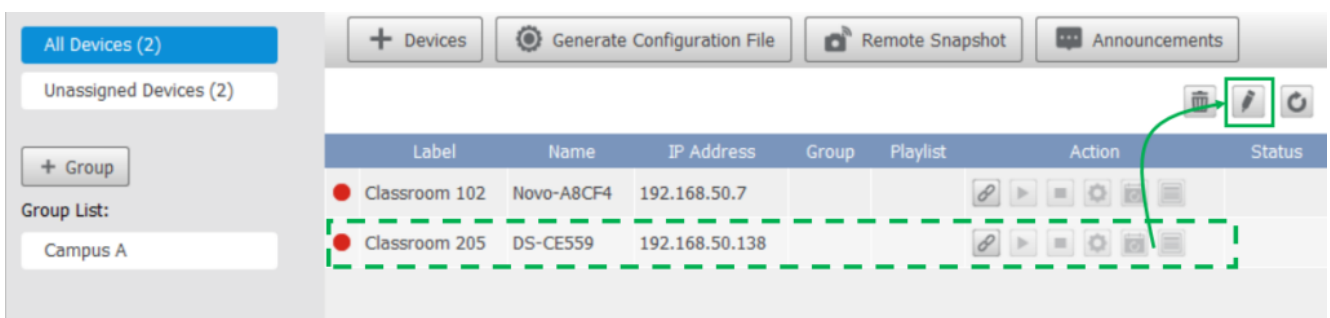 All Devices (2)
Unassigned Devices (2)
+ Group
Group List:
Campus A
+ Devices
Generate Configuration File
Remote Snapshot
Announcements
Label Name IP Address Group Playlist Action Status
Classroom 102 Novo-A8CF4 192.168.50.7
Classroom 205 DS-CE559 192.168.50.138